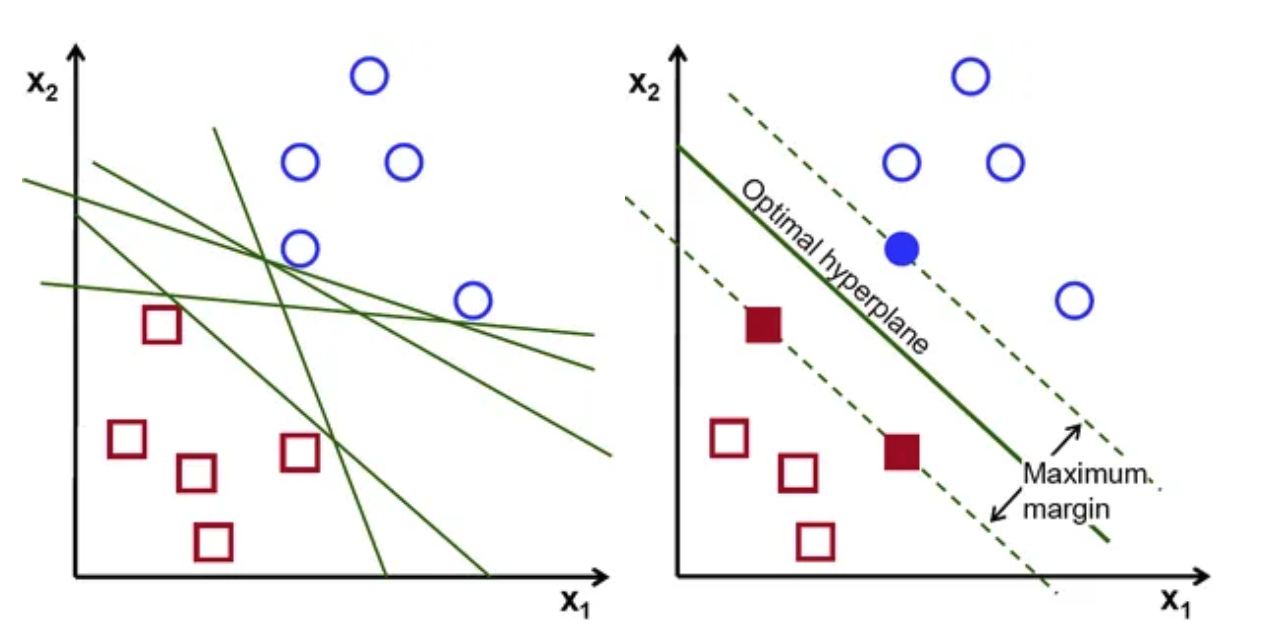 x₂
x₁
x₂
Optimal hyperplane
Maximum
margin
x₁